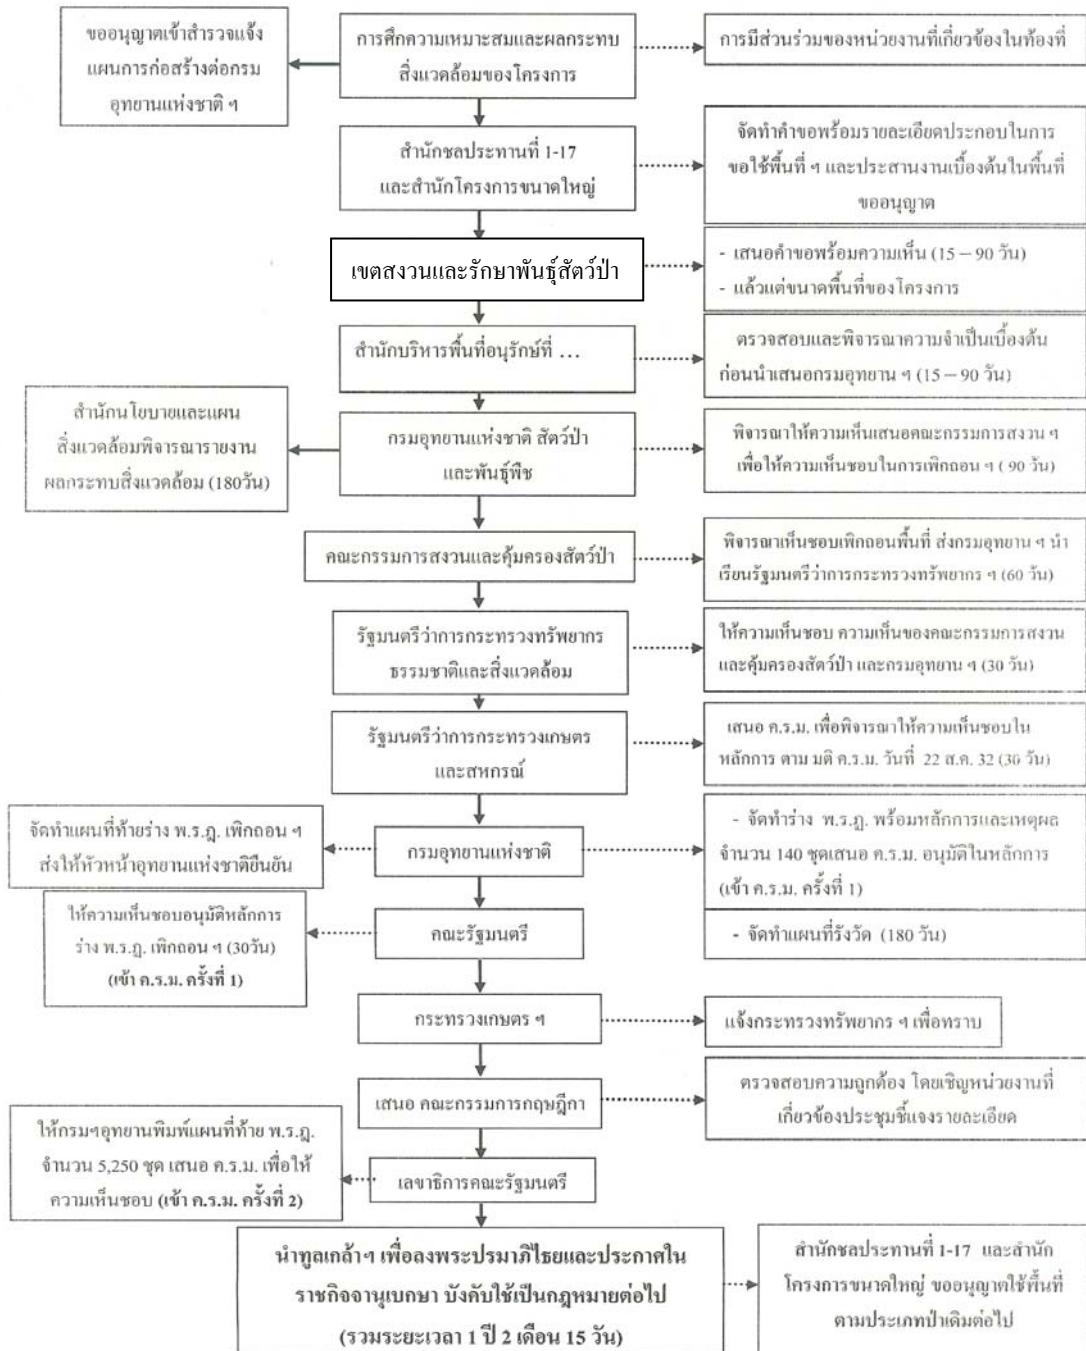 ขออนุญาตเข้าสำรวจแจ้ง
แผนการก่อสร้างต่อกรม
อุทยานแห่งชาติ ฯ
การศึกความเหมาะสมและผลกระทบ
สิ่งแวดล้อมของโครงการ
การมีส่วนร่วมของหน่วยงานที่เกี่ยวข้องในท้องที่
สำนักชลประทานที่ 1-17
และสำนักโครงการขนาดใหญ่
จัดทำคำขอพร้อมรายละเอียดประกอบในการ
ขอใช้พื้นที่ ฯ และประสานงานเบื้องต้นในพื้นที่
ขออนุญาต
เขตสงวนและรักษาพันธุ์สัตว์ป่า
- เสนอคำขอพร้อมความเห็น (15 – 90 วัน)
- แล้วแต่ขนาดพื้นที่ของโครงการ
สำนักบริหารพื้นที่อนุรักษ์ที่ ...
ตรวจสอบและพิจารณาความจำเป็นเบื้องต้น
ก่อนนำเสนอกรมอุทยาน ฯ (15 – 90 วัน)
สำนักนโยบายและแผน
สิ่งแวดล้อมพิจารณารายงาน
ผลกระทบสิ่งแวดล้อม (180วัน)
กรมอุทยานแห่งชาติ สัตว์ป่า
และพันธุ์พืช
พิจารณาให้ความเห็นเสนอคณะกรรมการสงวน ฯ
เพื่อให้ความเห็นชอบในการเพิกถอน ฯ ( 90 วัน)
คณะกรรมการสงวนและคุ้มครองสัตว์ป่า
พิจารณาเห็นชอบเพิกถอนพื้นที่ ส่งกรมอุทยาน ฯ นำ
เรียนรัฐมนตรีว่าการกระทรวงทรัพยากร ฯ (60 วัน)
รัฐมนตรีว่าการกระทรวงทรัพยากร
ธรรมชาติและสิ่งแวดล้อม
ให้ความเห็นชอบ ความเห็นของคณะกรรมการสงวน
และคุ้มครองสัตว์ป่า และกรมอุทยาน ฯ (30 วัน)
รัฐมนตรีว่าการกระทรวงเกษตร
และสหกรณ์
เสนอ ค.ร.ม. เพื่อพิจารณาให้ความเห็นชอบใน
หลักการ ตาม มติ ค.ร.ม. วันที่ 22 ส.ค. 32 (30 วัน)
จัดทำแผนที่ท้ายร่าง พ.ร.ฎ. เพิกถอน ฯ
ส่งให้หัวหน้าอุทยานแห่งชาติยืนยัน
กรมอุทยานแห่งชาติ
- จัดทำร่าง พ.ร.ฎ. พร้อมหลักการและเหตุผล
จำนวน 140 ชุดเสนอ ค.ร.ม. อนุมัติในหลักการ
(เข้า ค.ร.ม. ครั้งที่ 1)
ให้ความเห็นชอบอนุมัติหลักการ
ร่าง พ.ร.ฎ. เพิกถอน ฯ (30วัน)
(เข้า ค.ร.ม. ครั้งที่ 1)
คณะรัฐมนตรี
- จัดทำแผนที่รังวัด (180 วัน)
กระทรวงเกษตร ฯ
แจ้งกระทรวงทรัพยากร ฯ เพื่อทราบ
เสนอ คณะกรรมการกฤษฎีกา
ตรวจสอบความถูกต้อง โดยเชิญหน่วยงานที่
เกี่ยวข้องประชุมชี้แจงรายละเอียด
ให้กรมฯอุทยานพิมพ์แผนที่ท้าย พ.ร.ฎ.
จำนวน 5,250 ชุด เสนอ ค.ร.ม. เพื่อให้
ความเห็นชอบ (เข้า ค.ร.ม. ครั้งที่ 2)
เลขาธิการคณะรัฐมนตรี
นำทูลเกล้าฯ เพื่อลงพระปรมาภิไธยและประกาศใน
ราชกิจจานุเบกษา บังคับใช้เป็นกฎหมายต่อไป
(รวมระยะเวลา 1 ปี 2 เดือน 15 วัน)
สำนักชลประทานที่ 1-17 และสำนัก
โครงการขนาดใหญ่ ขออนุญาตใช้พื้นที่
ตามประเภทป่าเดิมต่อไป